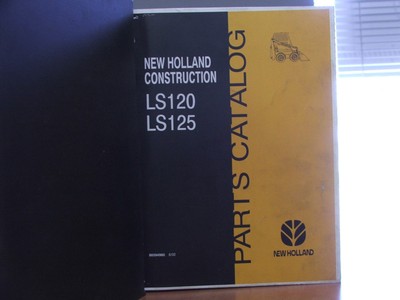 NEW HOLLAND
CONSTRUCTION
LS120
LS125
PARTS CATALOG
NEW HOLLAND